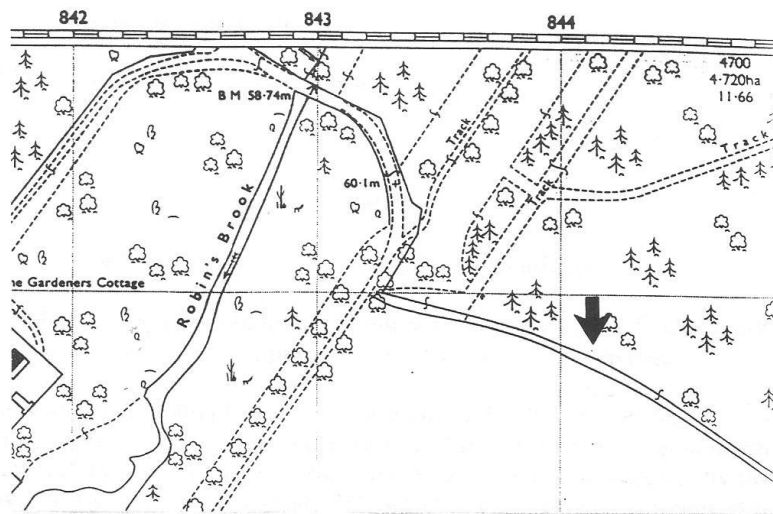 842
843
844
4700
4·720ha
11·66
B M 58·74m
Track
Track
60·1m
Track
Robin's Brook
ne Gardeners Cottage